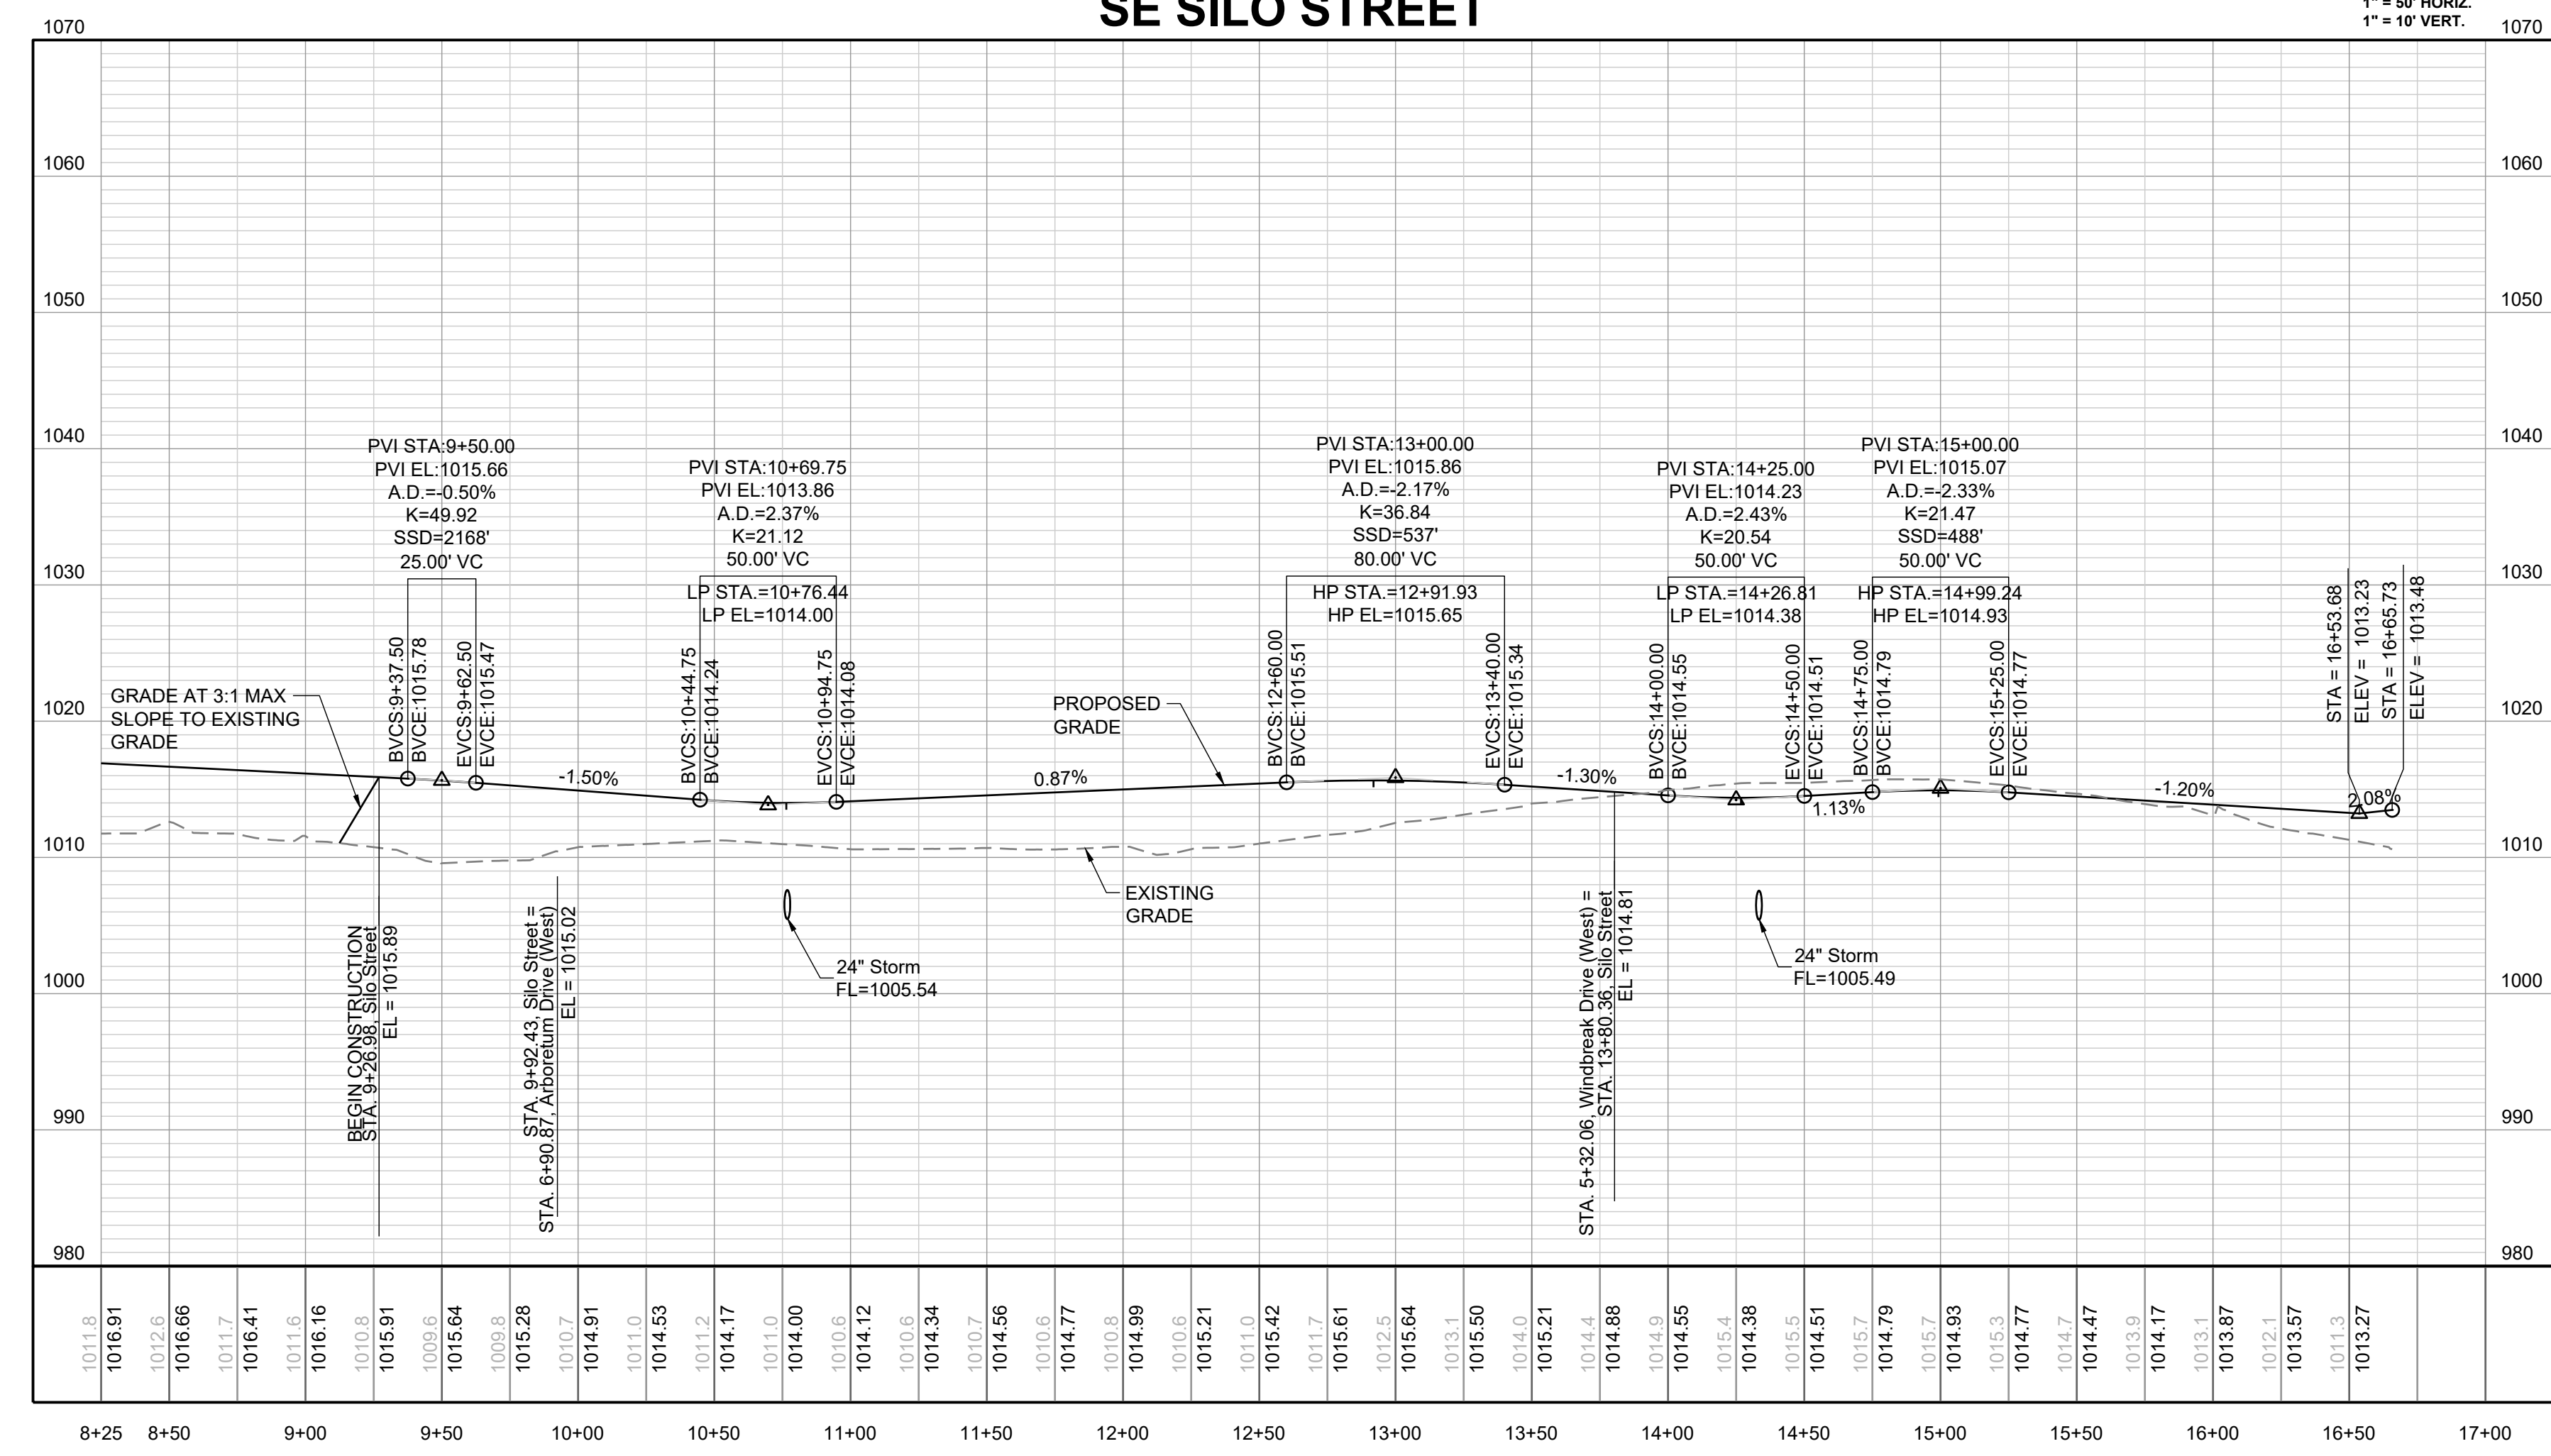 SE SILO STREET
1" = 50' HORIZ.
1" = 10' VERT.
1070
1070
1060
1060
1050
1050
1040
1040
1030
1030
1020
1020
1010
1010
1000
1000
990
990
980
980
PVI STA:9+50.00
PVI EL:1015.66
A.D.=-0.50%
K=49.92
SSD=2168'
25.00' VC
BVCS:9+37.50
BVCE:1015.78
EVCS:9+62.50
EVCE:1015.47
PVI STA:10+69.75
PVI EL:1013.86
A.D.=2.37%
K=21.12
50.00' VC
LP STA.=10+76.44
LP EL=1014.00
BVCS:10+44.75
BVCE:1014.24
EVCS:10+94.75
EVCE:1014.08
PVI STA:13+00.00
PVI EL:1015.86
A.D.=-2.17%
K=36.84
SSD=537'
80.00' VC
HP STA.=12+91.93
HP EL=1015.65
BVCS:12+60.00
BVCE:1015.51
EVCS:13+40.00
EVCE:1015.34
PVI STA:14+25.00
PVI EL:1014.23
A.D.=2.43%
K=20.54
50.00' VC
LP STA.=14+26.81
LP EL=1014.38
BVCS:14+00.00
BVCE:1014.55
EVCS:14+50.00
EVCE:1014.51
PVI STA:15+00.00
PVI EL:1015.07
A.D.=-2.33%
K=21.47
SSD=488'
50.00' VC
HP STA.=14+99.24
HP EL=1014.93
BVCS:14+75.00
BVCE:1014.79
EVCS:15+25.00
EVCE:1014.77
STA = 16+53.68
ELEV = 1013.23
STA = 16+65.73
ELEV = 1013.48
GRADE AT 3:1 MAX
SLOPE TO EXISTING
GRADE
PROPOSED
GRADE
-1.50%
0.87%
-1.30%
1.13%
-1.20%
2.08%
EXISTING
GRADE
BEGIN CONSTRUCTION
STA. 9+26.98, Silo Street
EL = 1015.89
STA. 9+92.43, Silo Street =
STA. 6+90.87, Arboretum Drive (West)
EL = 1015.02
24" Storm
FL=1005.54
STA. 5+32.06, Windbreak Drive (West) =
STA. 13+80.36, Silo Street
EL = 1014.81
24" Storm
FL=1005.49
1011.8
1016.91
1012.6
1016.66
1011.7
1016.41
1011.6
1016.16
1010.8
1015.91
1009.6
1015.64
1009.8
1015.28
1010.7
1014.91
1011.0
1014.53
1011.2
1014.17
1011.0
1014.00
1010.6
1014.12
1010.6
1014.34
1010.7
1014.56
1010.6
1014.77
1010.8
1014.99
1010.6
1015.21
1011.0
1015.42
1011.7
1015.61
1012.5
1015.64
1013.1
1015.50
1014.0
1015.21
1014.4
1014.88
1014.9
1014.55
1015.4
1014.38
1015.5
1014.51
1015.7
1014.79
1015.7
1014.93
1015.3
1014.77
1014.7
1014.47
1013.9
1014.17
1013.1
1013.87
1012.1
1013.57
1011.3
1013.27
8+25 8+50 9+00 9+50 10+00 10+50 11+00 11+50 12+00 12+50 13+00 13+50 14+00 14+50 15+00 15+50 16+00 16+50 17+00